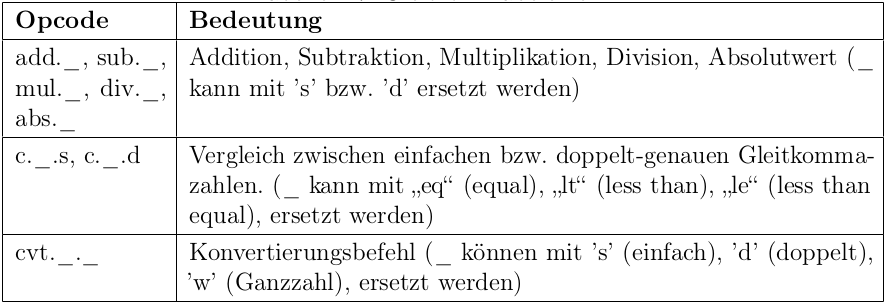 Opcode Bedeutung
add._, sub._, Addition, Subtraktion, Multiplikation, Division, Absolutwert (_
mul._, div._, kann mit 's' bzw. 'd' ersetzt werden)
abs._
c._.s, c._.d Vergleich zwischen einfachen bzw. doppelt-genauen Gleitkomma-
zahlen. (_ kann mit „eq“ (equal), „lt“ (less than), „le“ (less than
equal), ersetzt werden)
cvt._._ Konvertierungsbefehl (_ können mit 's' (einfach), 'd' (doppelt),
'w' (Ganzzahl), ersetzt werden)